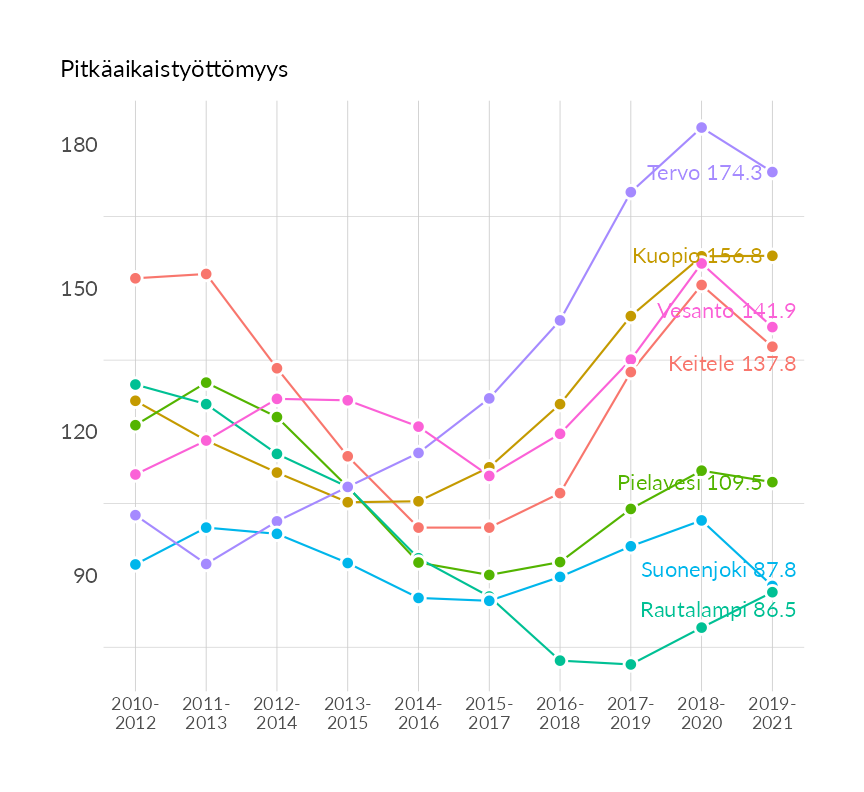 Pitkäaikaistyöttömyys
180
150
120
90
Tervo 174.3
Kuopio 156.8
Vesanto 141.9
Keitele 137.8
Pielavesi 109.5
Suonenjoki 87.8
Rautalampi 86.5
2010- 2011- 2012- 2013- 2014- 2015- 2016- 2017- 2018- 2019-
2012 2013 2014 2015 2016 2017 2018 2019 2020 2021